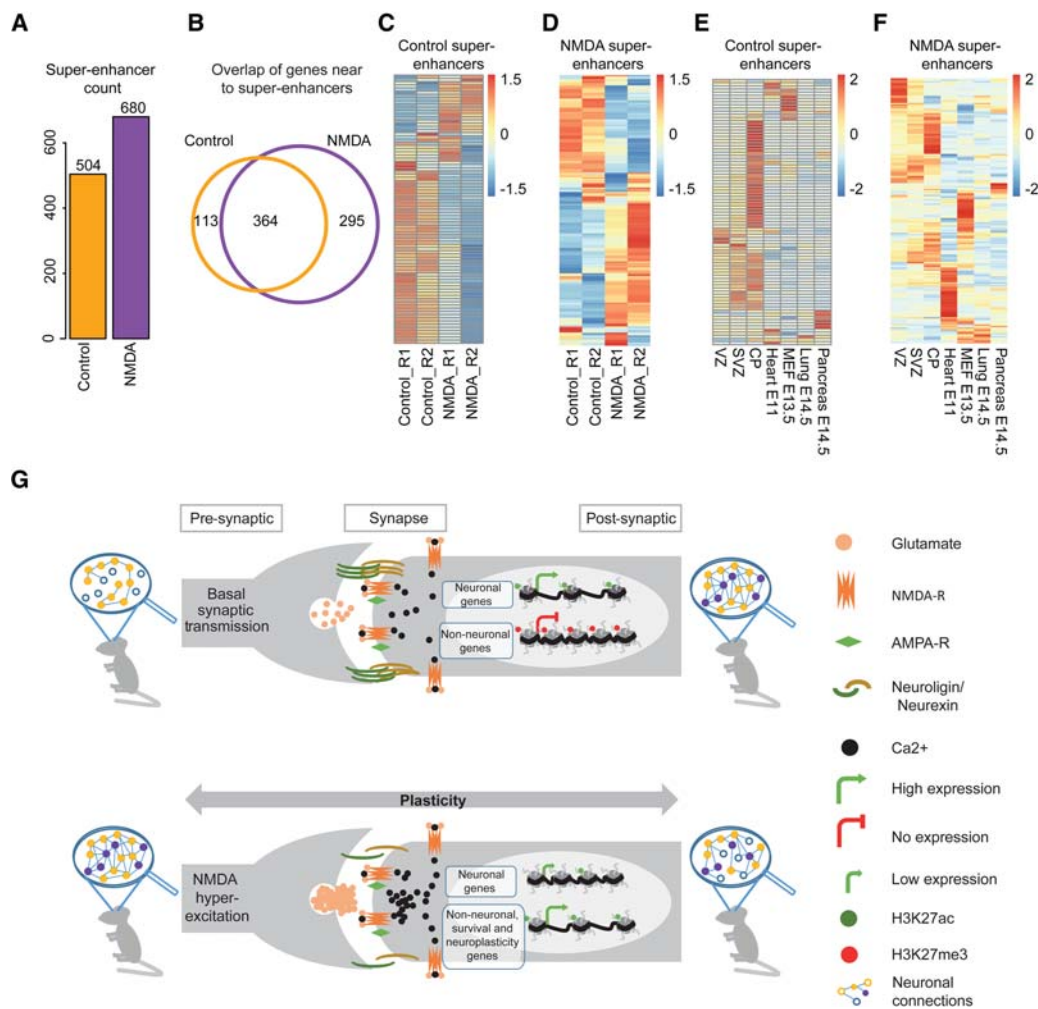 A
Super-enhancer
count
680
504
600
400
200
0
Control
NMDA
B
Overlap of genes near
to super-enhancers
Control
NMDA
113
364
295
C
Control super-
enhancers
1.5
0
-1.5
Control_R1
Control_R2
NMDA_R1
NMDA_R2
D
NMDA super-
enhancers
1.5
0
-1.5
Control_R1
Control_R2
NMDA_R1
NMDA_R2
E
Control super-
enhancers
2
0
-2
VZ
SVZ
CP
Heart E11
MEF E13.5
Lung E14.5
Pancreas E14.5
F
NMDA super-
enhancers
2
0
-2
VZ
SVZ
CP
Heart E11
MEF E13.5
Lung E14.5
Pancreas E14.5
G
Pre-synaptic
Synapse
Post-synaptic
Basal
synaptic
transmission
Neuronal
genes
Non-neuronal
genes
Plasticity
NMDA
hyper-
excitation
Neuronal
genes
Non-neuronal,
survival and
neuroplasticity
genes
Glutamate
NMDA-R
AMPA-R
Neuroligin/
Neurexin
Ca2+
High expression
No expression
Low expression
H3K27ac
H3K27me3
Neuronal
connections